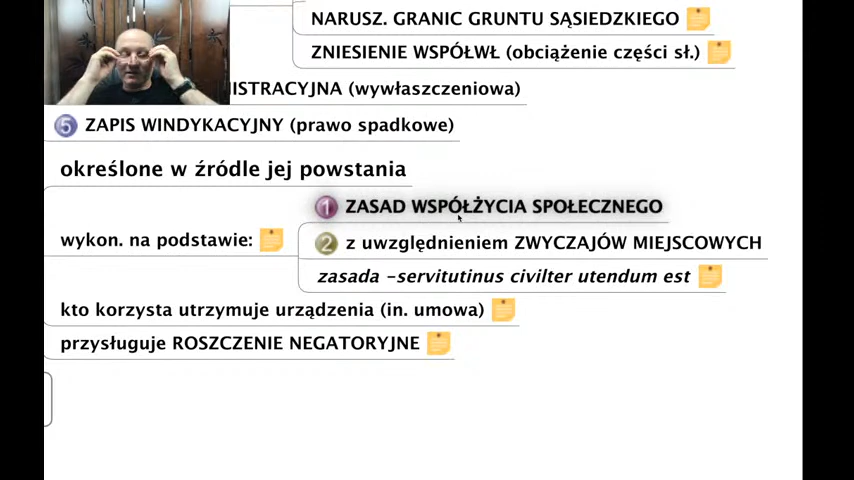 NARUSZ. GRANIC GRUNTU SĄSIEDZKIEGO
ZNIESIENIE WSPÓŁWŁ (obciążenie części sł.)
ISTRACYJNA (wywłaszczeniowa)
5 ZAPIS WINDYKACYJNY (prawo spadkowe)
określone w źródle jej powstania
1 ZASAD WSPÓŁŻYCIA SPOŁECZNEGO
wykon. na podstawie:
2 z uwzględnieniem ZWYCZAJÓW MIEJSCOWYCH
zasada –servitutinus civilter utendum est
kto korzysta utrzymuje urządzenia (in. umowa)
przysługuje ROSZCZENIE NEGATORYJNE